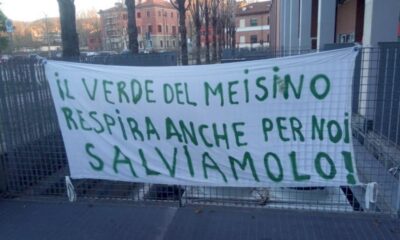 IL VERDE DEL MEISINO
RESPIRA ANCHE PER NOI
SALVIAMOLO!